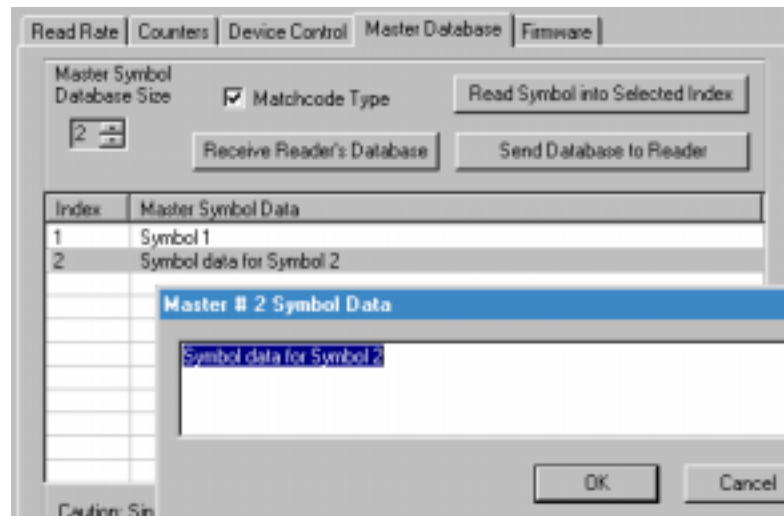 Read Rate Counters Device Control Master Database Firmware
Master Symbol
Database Size
Matchcode Type
Read Symbol into Selected Index
2
Receive Reader's Database
Send Database to Reader
Index Master Symbol Data
1 Symbol 1
2 Symbol data for Symbol 2
Master # 2 Symbol Data
Symbol data for Symbol 2
OK Cancel
Caution: